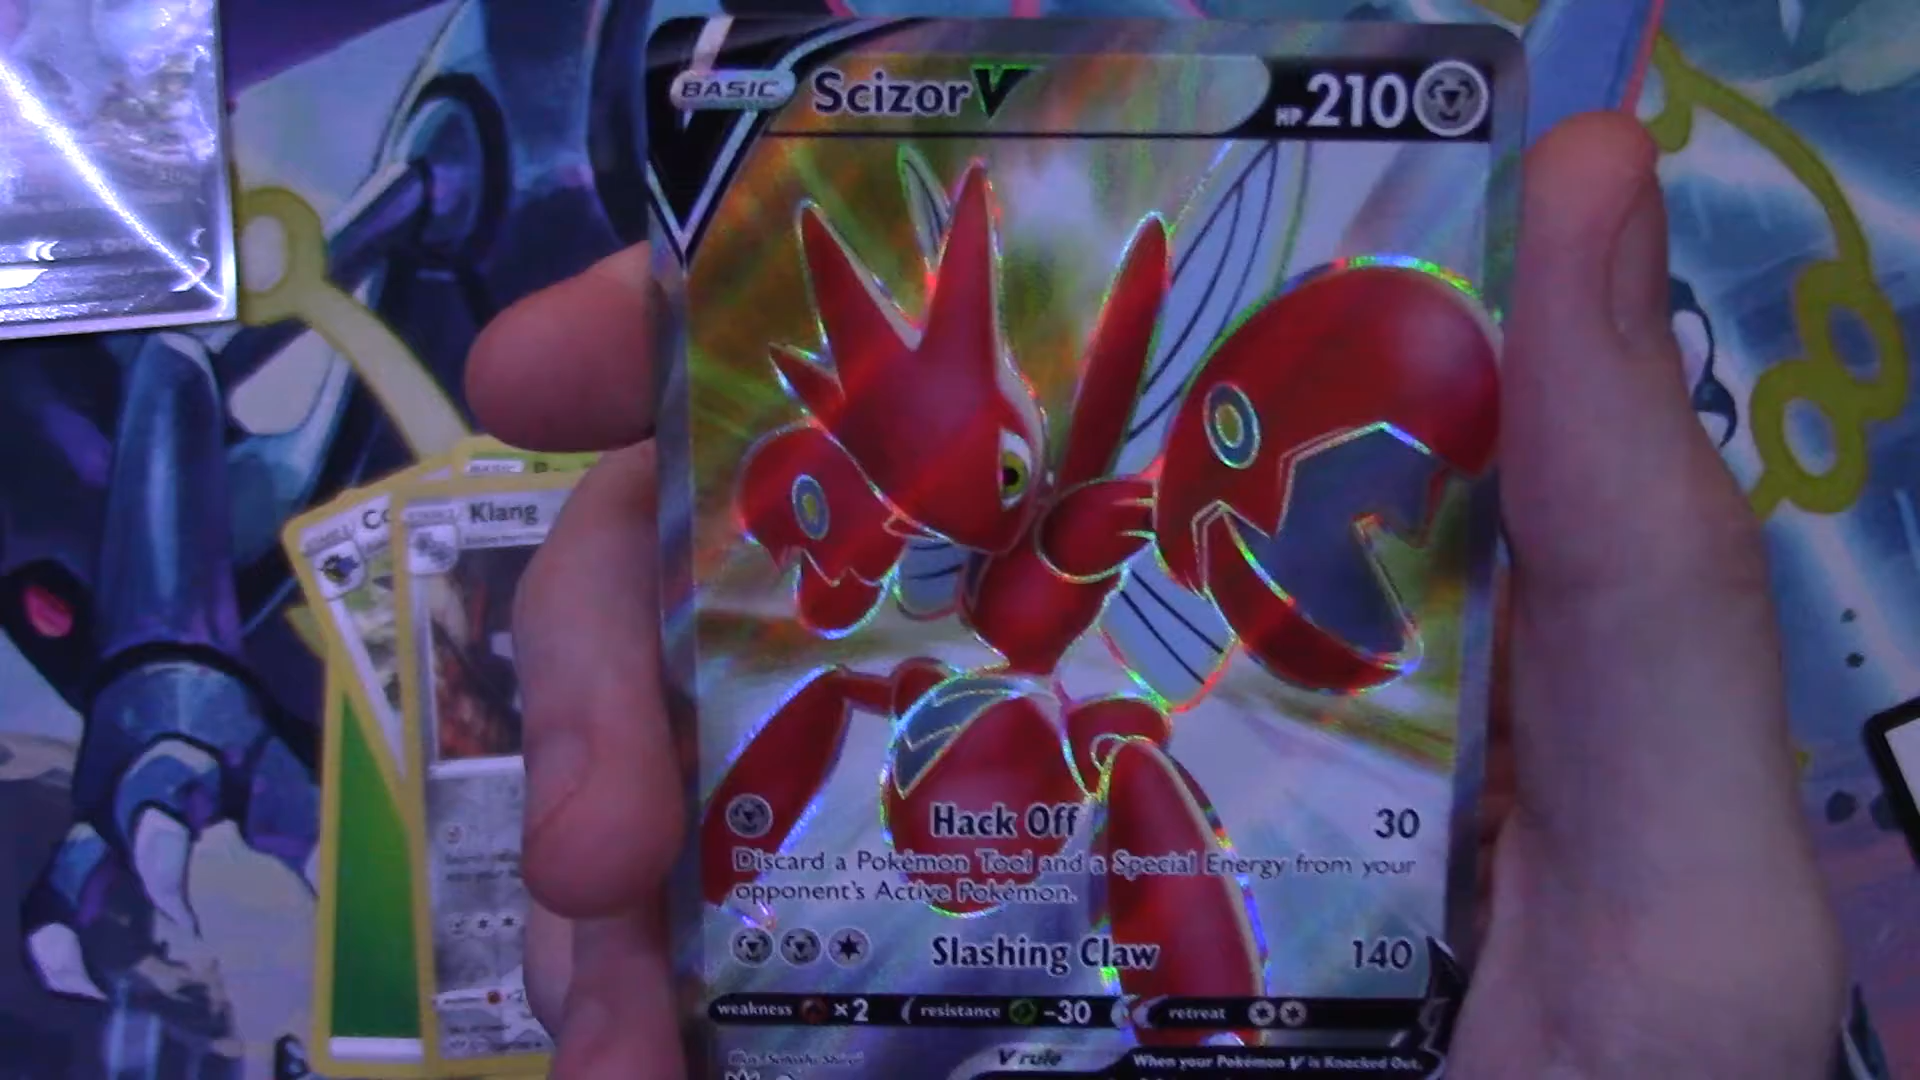 BASIC Scizor V HP 210
Hack Off 30
Discard a Pokémon Tool and a Special Energy from your
opponent's Active Pokémon.
Slashing Claw 140
weakness ×2 resistance -30 retreat
V rule When your Pokémon V is Knocked Out,
BASIC
Klang